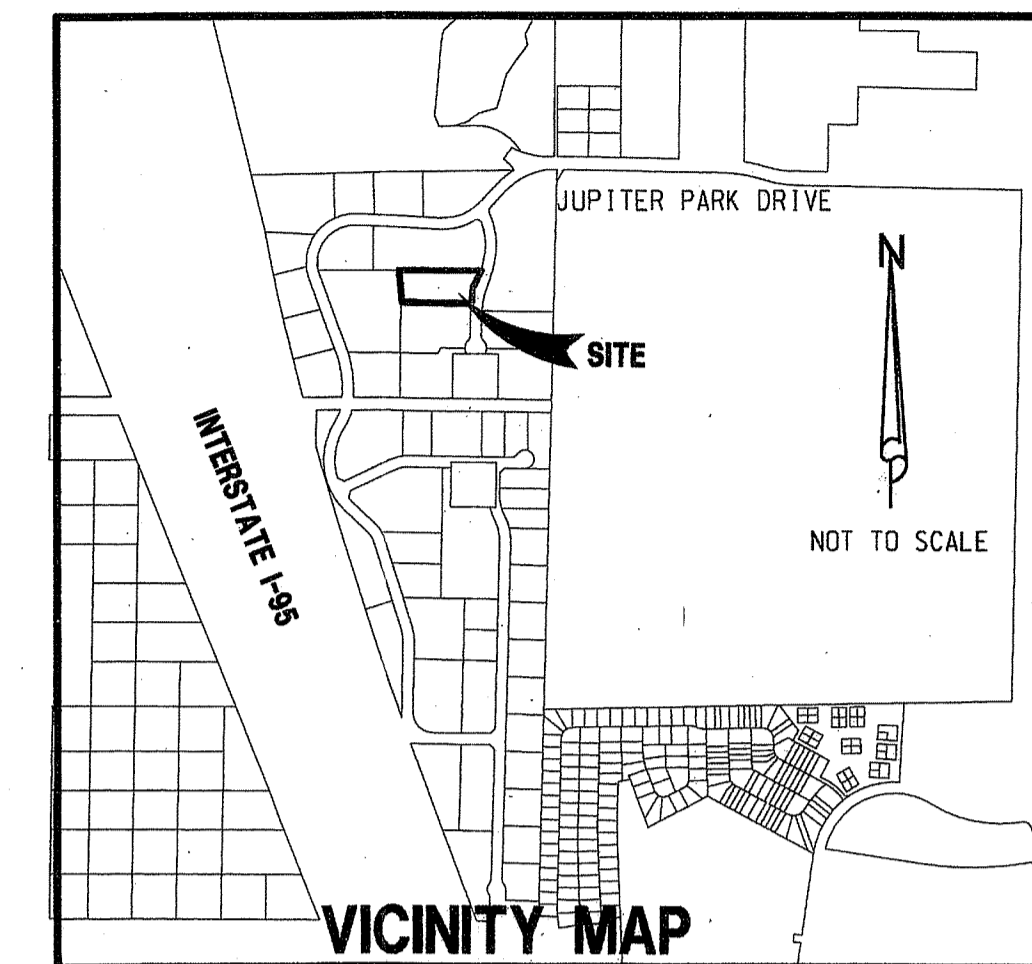 JUPITER PARK DRIVE
N
SITE
INTERSTATE I-95
NOT TO SCALE
VICINITY MAP